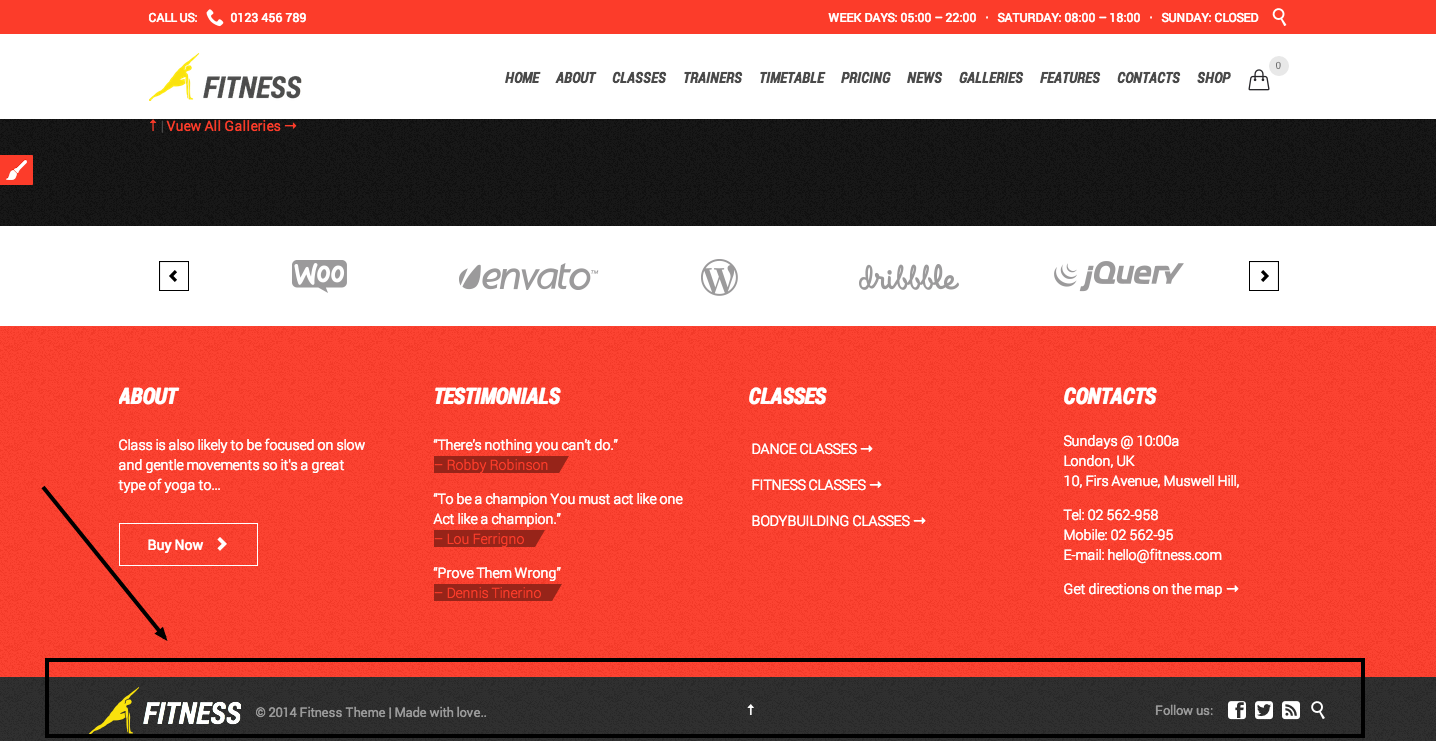 CALL US: 0123 456 789
WEEK DAYS: 05:00 – 22:00 · SATURDAY: 08:00 – 18:00 · SUNDAY: CLOSED
FITNESS
HOME ABOUT CLASSES TRAINERS TIMETABLE PRICING NEWS GALLERIES FEATURES CONTACTS SHOP
0
↑ | Vuew All Galleries →
WOO
envato™
W
dribbble
jQuery
ABOUT
Class is also likely to be focused on slow
and gentle movements so it's a great
type of yoga to...
Buy Now
TESTIMONIALS
“There’s nothing you can’t do.”
– Robby Robinson
“To be a champion You must act like one
Act like a champion.”
– Lou Ferrigno
“Prove Them Wrong”
– Dennis Tinerino
CLASSES
DANCE CLASSES →
FITNESS CLASSES →
BODYBUILDING CLASSES →
CONTACTS
Sundays @ 10:00a
London, UK
10, Firs Avenue, Muswell Hill,
Tel: 02 562-958
Mobile: 02 562-95
E-mail: hello@fitness.com
Get directions on the map →
FITNESS
© 2014 Fitness Theme | Made with love..
↑
Follow us: